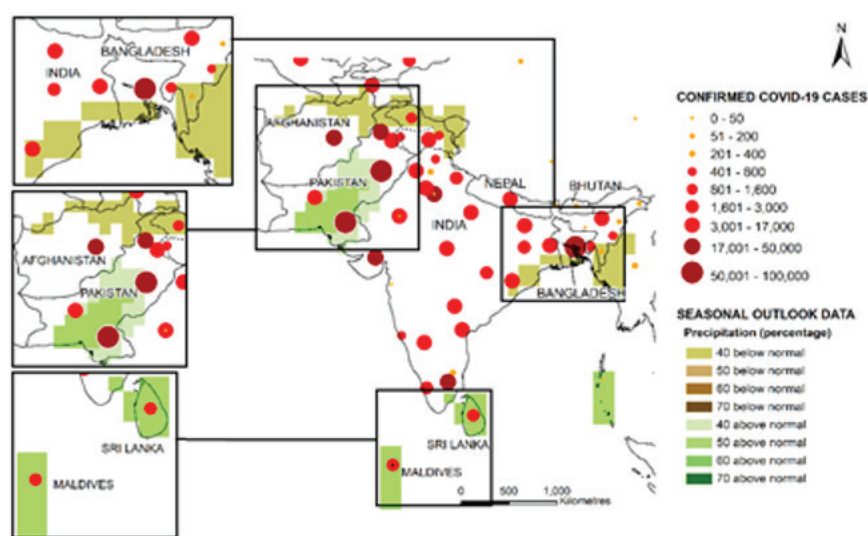 BANGLADESH
INDIA
AFGHANISTAN
PAKISTAN
SRI LANKA
MALDIVES
AFGHANISTAN
PAKISTAN
NEPAL
BHUTAN
INDIA
BANGLADESH
SRI LANKA
MALDIVES
0 500 1,000
Kilometres
N
CONFIRMED COVID-19 CASES
0 - 50
51 - 200
201 - 400
401 - 800
801 - 1,600
1,601 - 3,000
3,001 - 17,000
17,001 - 50,000
50,001 - 100,000
SEASONAL OUTLOOK DATA
Precipitation (percentage)
40 below normal
50 below normal
60 below normal
70 below normal
40 above normal
50 above normal
60 above normal
70 above normal